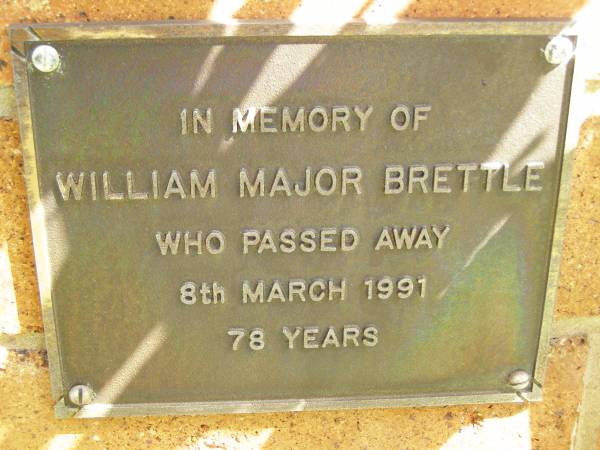 IN MEMORY OF
WILLIAM MAJOR BRETTLE
WHO PASSED AWAY
8th MARCH 1991
78 YEARS